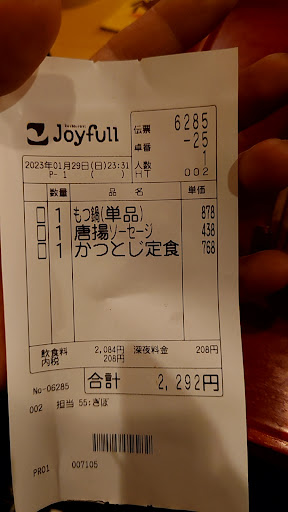 Joyfull
伝票 6285
卓番 -25
2023年01月29日(日)23:31 人数 1
P- 1 ( ) HT 002
数量 品 名 単価
□ 1 もつ鍋(単品) 878
□ 1 唐揚ソーセージ 438
□ 1 かつとじ定食 768
飲食料 2,084円 深夜料金 208円
内税 208円
No-06285 合計 2,292円
002 担当 55:ぎぼ
PR01 007105